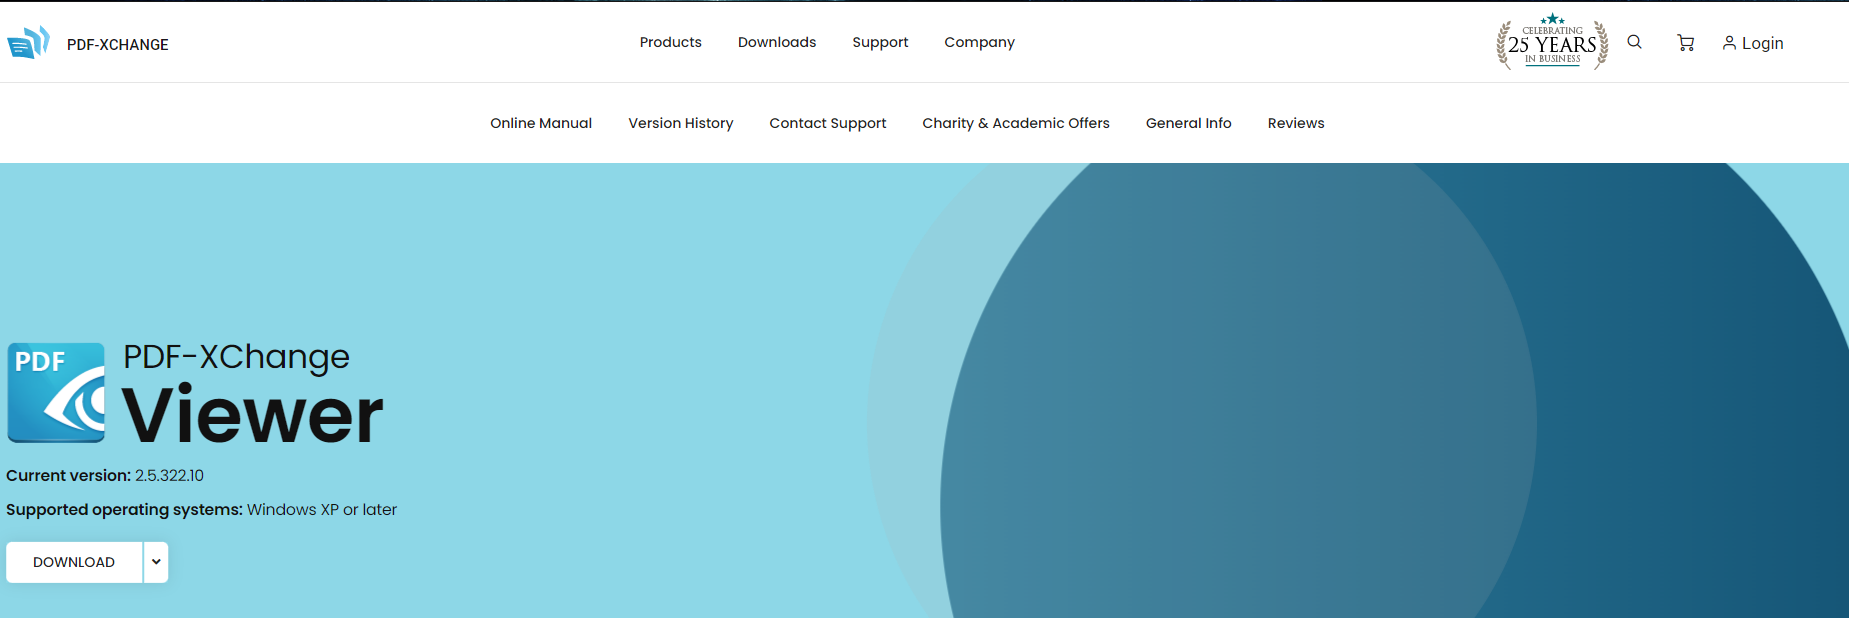 PDF-XCHANGE
Products Downloads Support Company
CELEBRATING
25 YEARS
IN BUSINESS
Login
Online Manual Version History Contact Support Charity & Academic Offers General Info Reviews
PDF
PDF-XChange
Viewer
Current version: 2.5.322.10
Supported operating systems: Windows XP or later
DOWNLOAD